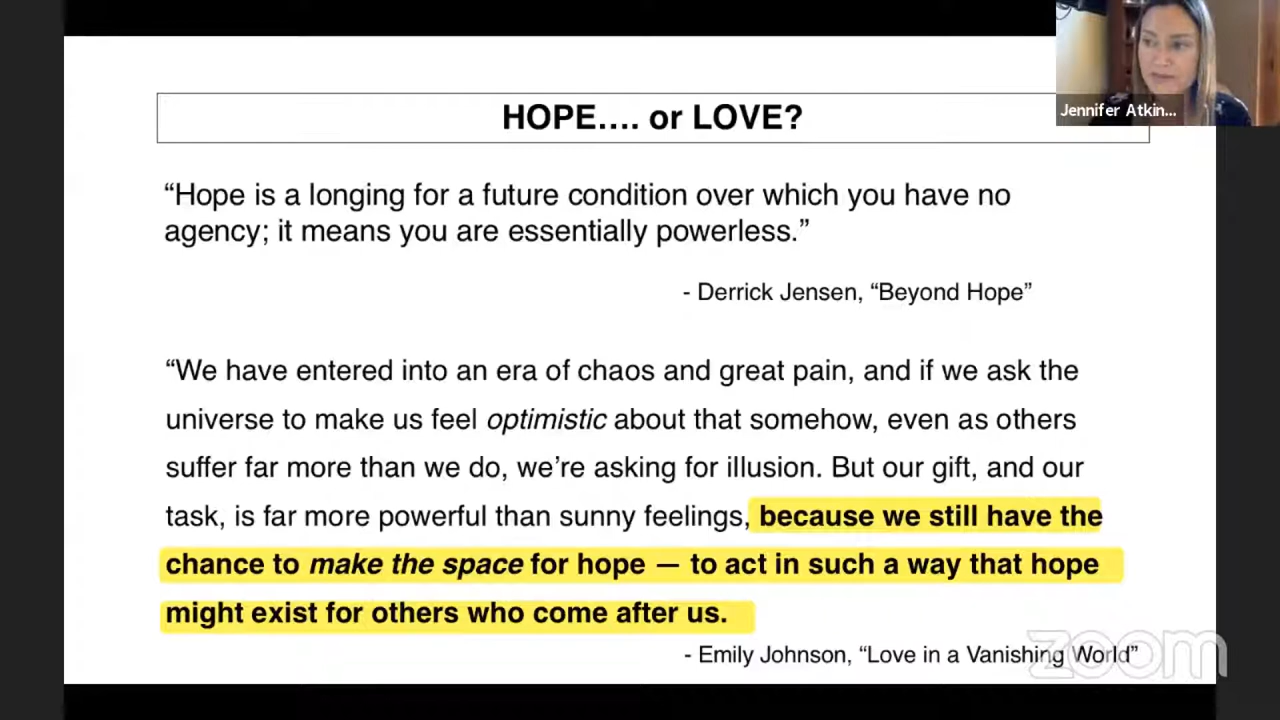 HOPE…. or LOVE?
Jennifer Atkin...
“Hope is a longing for a future condition over which you have no
agency; it means you are essentially powerless.”
- Derrick Jensen, “Beyond Hope”
“We have entered into an era of chaos and great pain, and if we ask the
universe to make us feel optimistic about that somehow, even as others
suffer far more than we do, we’re asking for illusion. But our gift, and our
task, is far more powerful than sunny feelings, because we still have the
chance to make the space for hope — to act in such a way that hope
might exist for others who come after us.
- Emily Johnson, “Love in a Vanishing World”
zoom